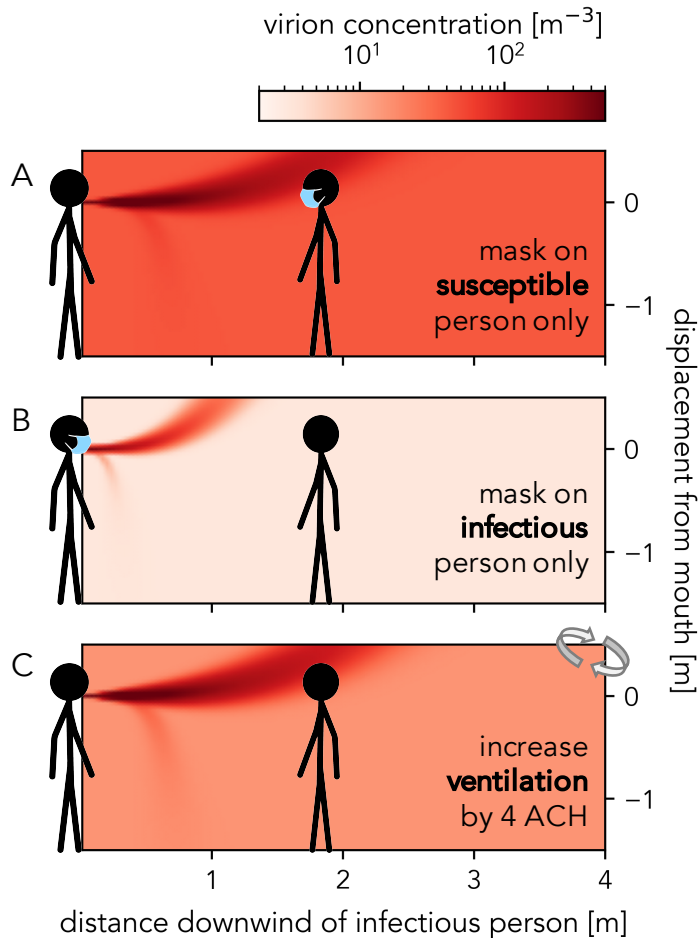 virion concentration [m⁻³]
10¹ 10²
A
0
mask on
susceptible
person only
−1
B
0
mask on
infectious
person only
−1
C
0
increase
ventilation
by 4 ACH
−1
1 2 3 4
distance downwind of infectious person [m]
displacement from mouth [m]